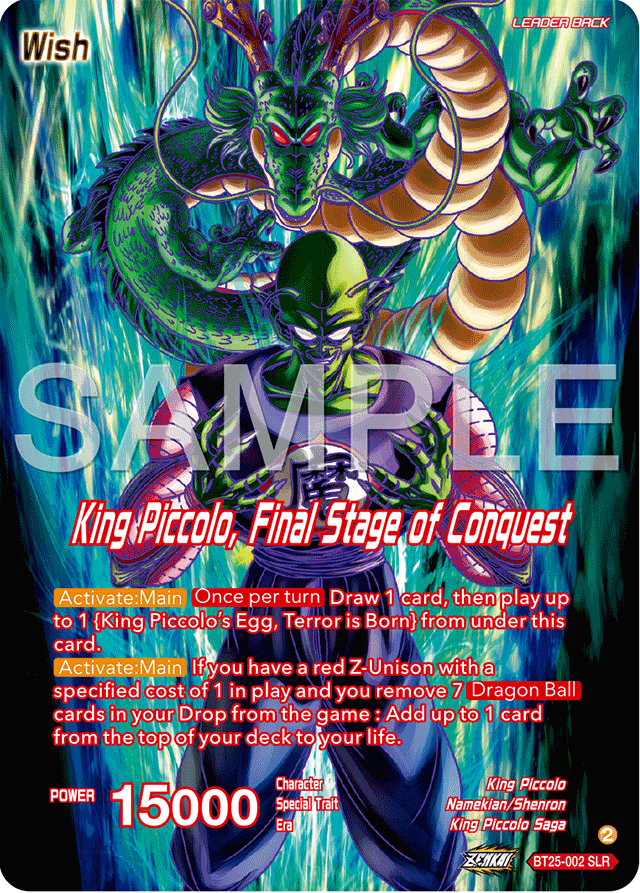 LEADER BACK
Wish
SAMPLE
魔
King Piccolo, Final Stage of Conquest
Activate:Main Once per turn Draw 1 card, then play up
to 1 {King Piccolo's Egg, Terror is Born} from under this
card.
Activate:Main If you have a red Z-Unison with a
specified cost of 1 in play and you remove 7 Dragon Ball
cards in your Drop from the game : Add up to 1 card
from the top of your deck to your life.
POWER 15000
Character King Piccolo
Special Trait Namekian/Shenron
Era King Piccolo Saga
2
ZENKAI BT25-002 SLR